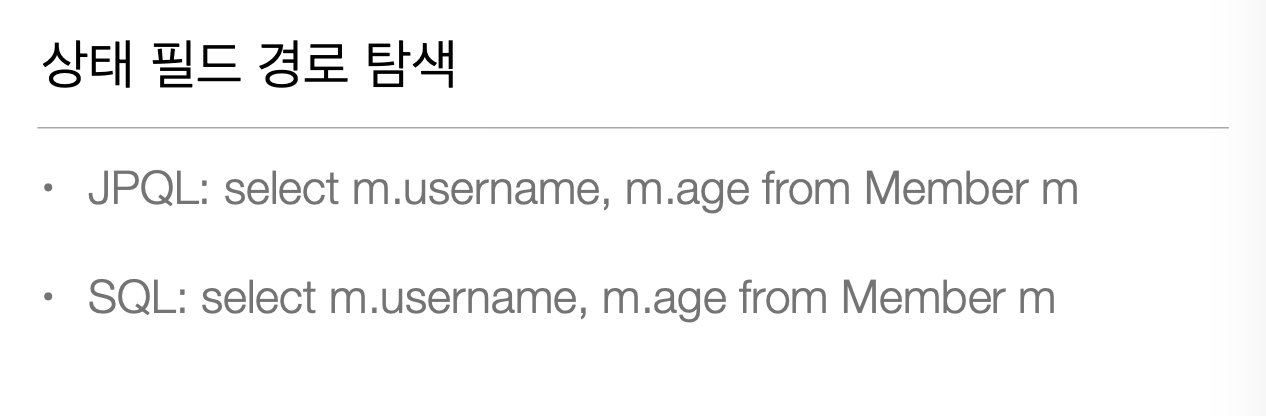 상태 필드 경로 탐색
• JPQL: select m.username, m.age from Member m
• SQL: select m.username, m.age from Member m